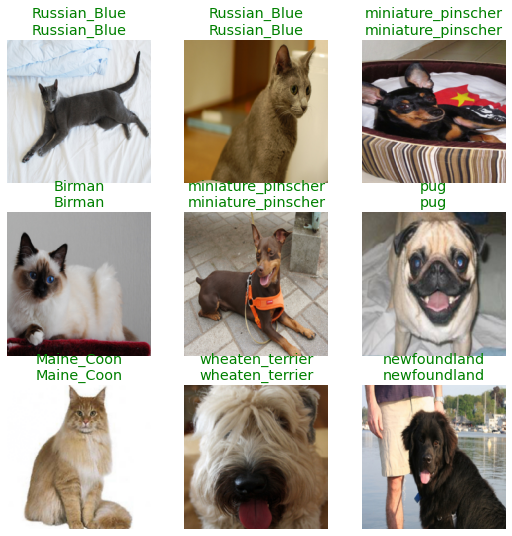 Russian_Blue
Russian_Blue
Russian_Blue
Russian_Blue
miniature_pinscher
miniature_pinscher
Birman
Birman
miniature_pinscher
miniature_pinscher
pug
pug
Maine_Coon
Maine_Coon
wheaten_terrier
wheaten_terrier
newfoundland
newfoundland